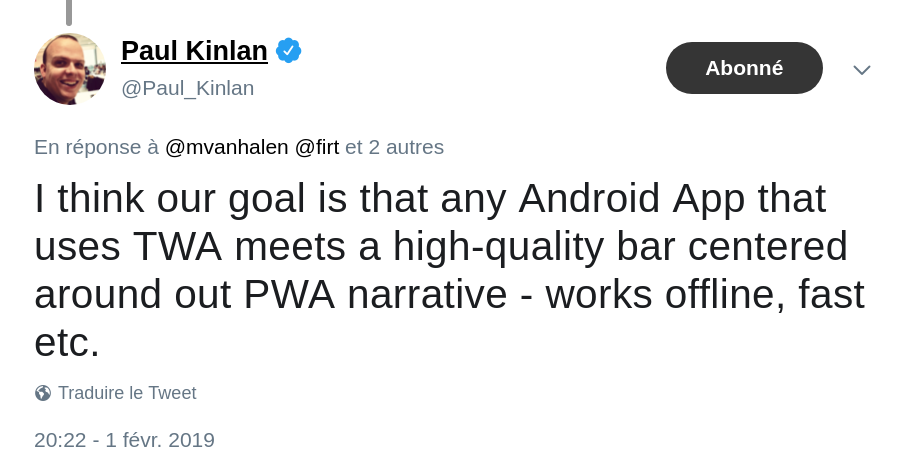 Paul Kinlan
@Paul_Kinlan
Abonné
En réponse à @mvanhalen @firt et 2 autres
I think our goal is that any Android App that
uses TWA meets a high-quality bar centered
around out PWA narrative - works offline, fast
etc.
Traduire le Tweet
20:22 - 1 févr. 2019